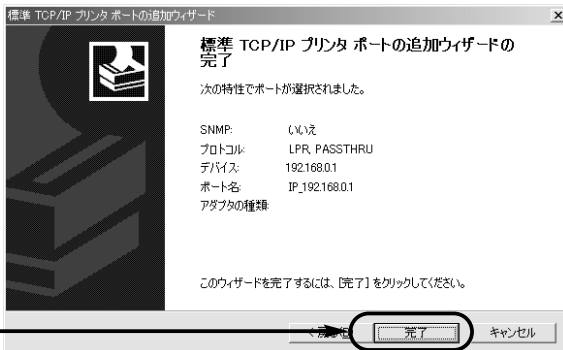 標準 TCP/IP プリンタ ポートの追加ウィザード
標準 TCP/IP プリンタ ポートの追加ウィザードの
完了
次の特性でポートが選択されました。
SNMP: いいえ
プロトコル: LPR, PASSTHRU
デバイス: 192.168.0.1
ポート名: IP_192.168.0.1
アダプタの種類:
このウィザードを完了するには、[完了] をクリックしてください。
完了 キャンセル